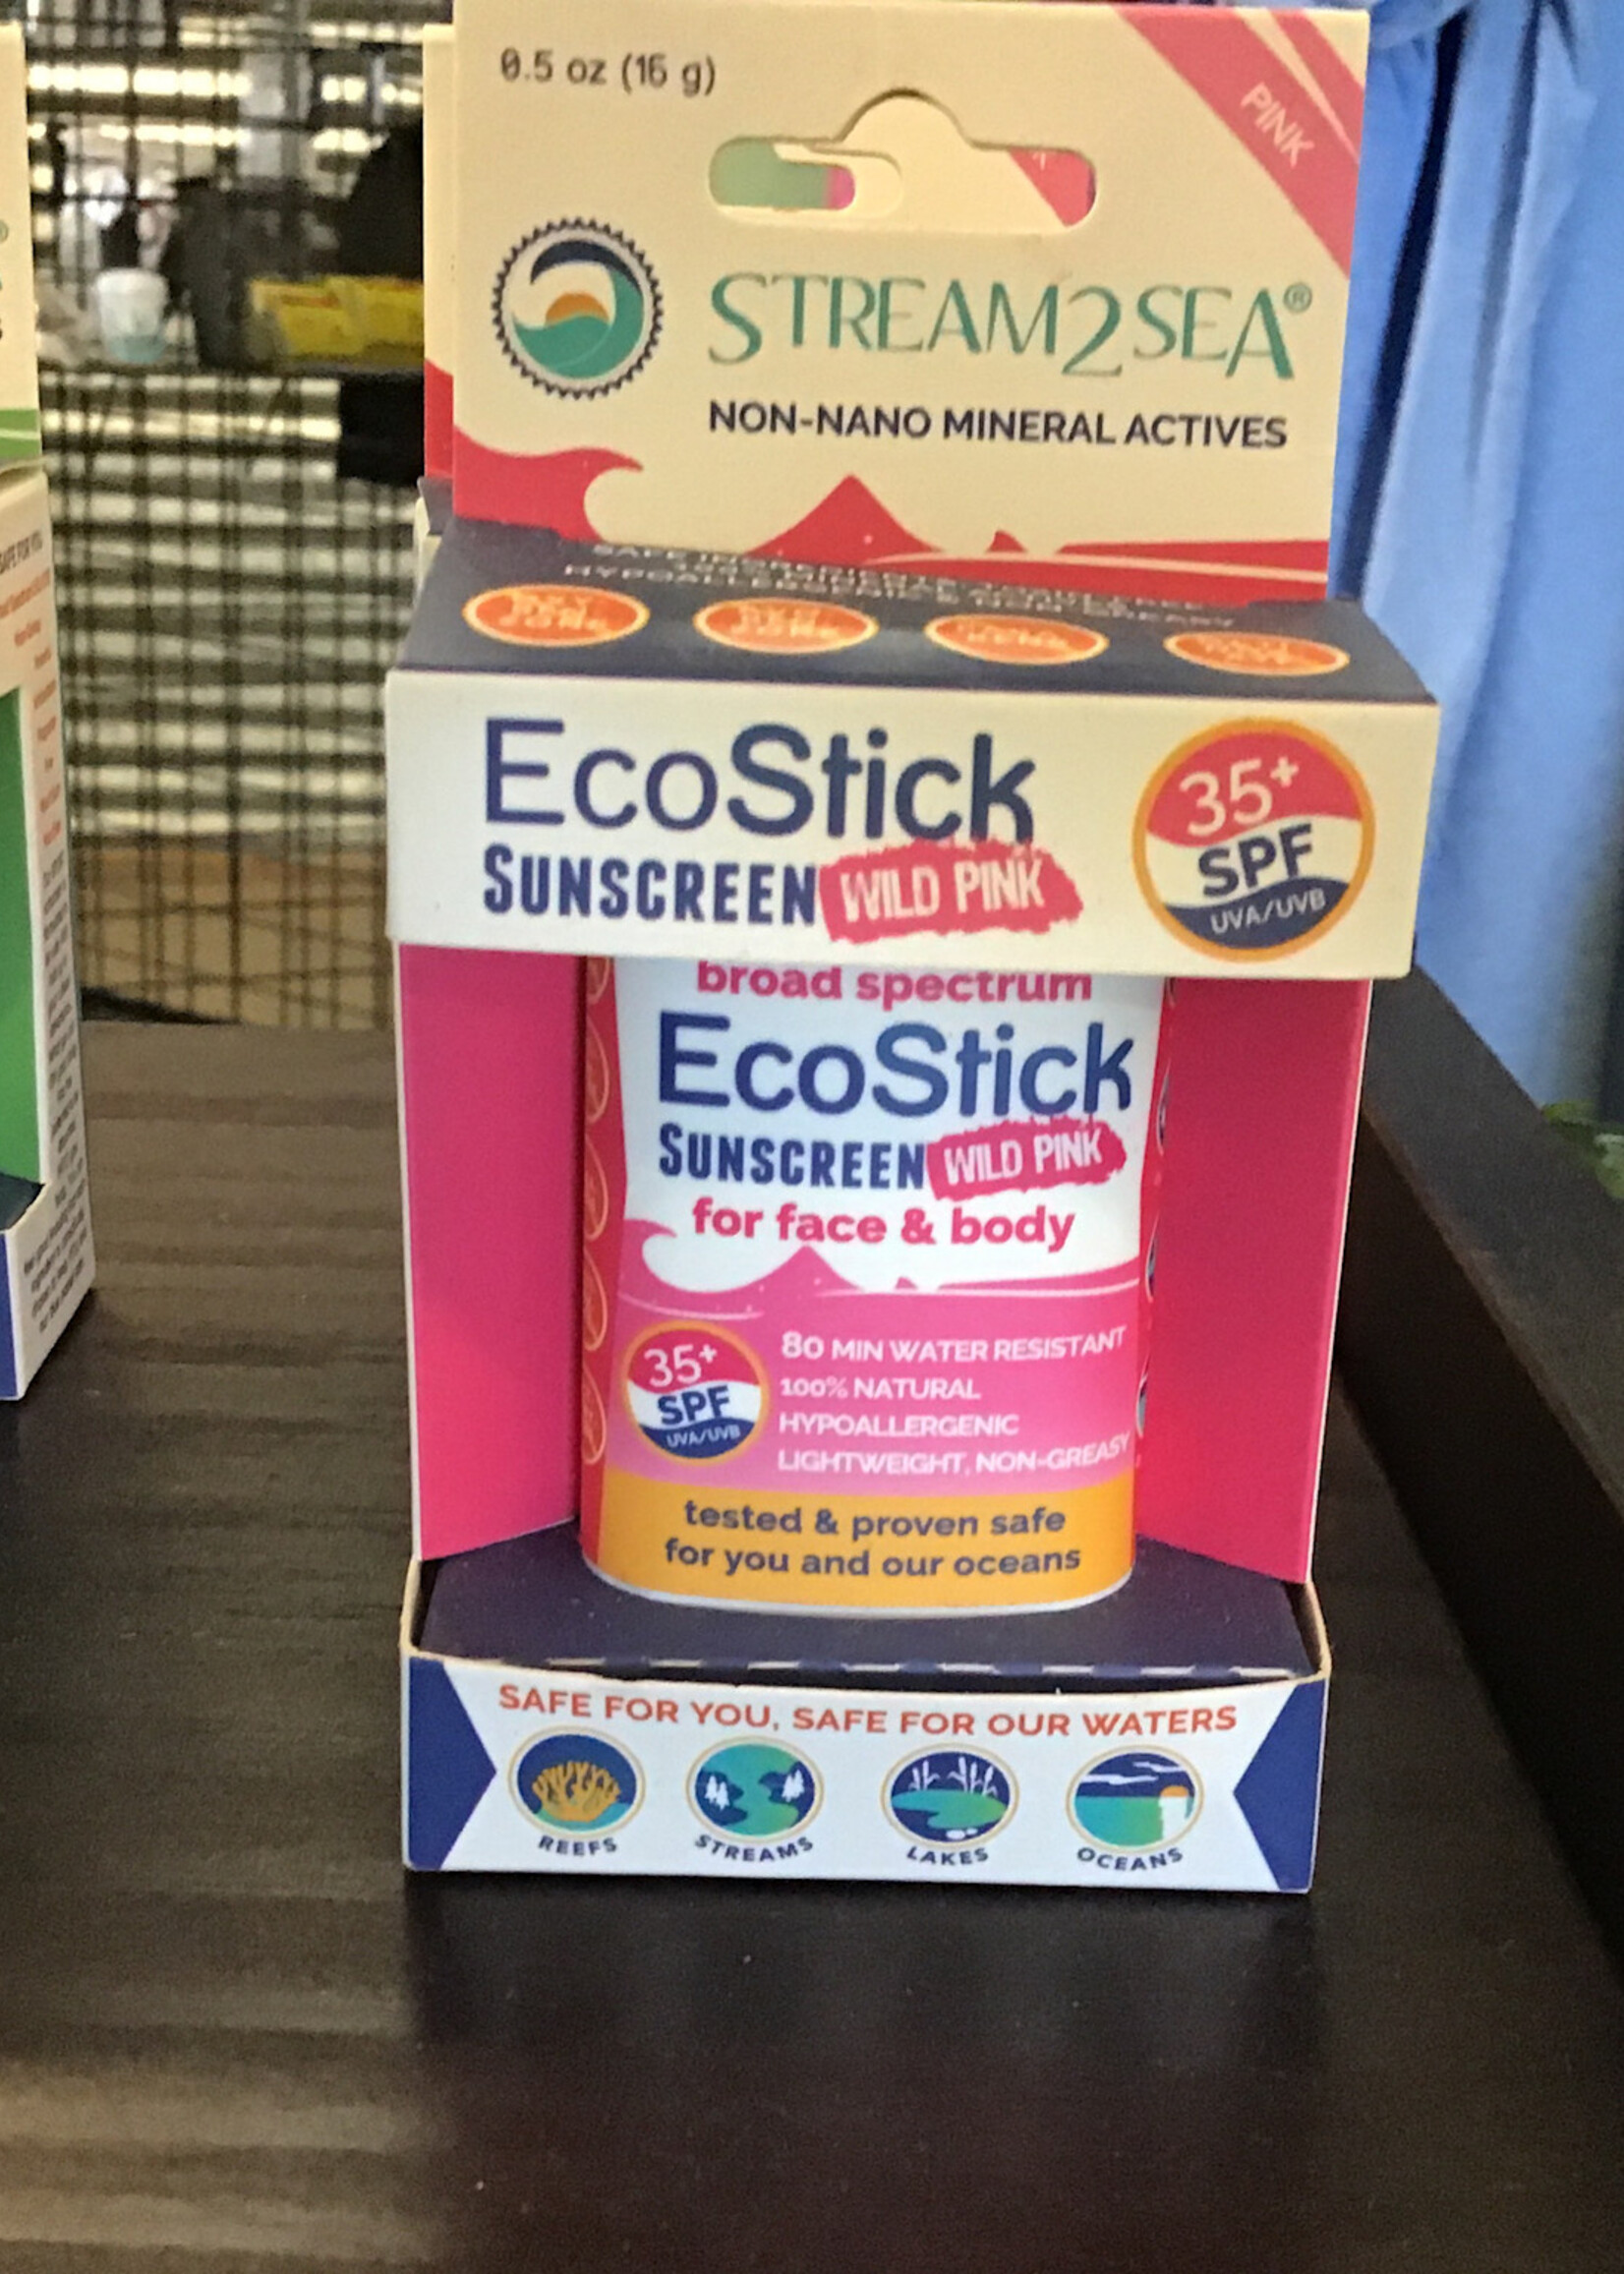 0.5 oz (16 g)
PINK
STREAM2SEA®
NON-NANO MINERAL ACTIVES
EcoStick
SUNSCREEN WILD PINK
35+
SPF
UVA/UVB
broad spectrum
EcoStick
SUNSCREEN WILD PINK
for face & body
35+
SPF
UVA/UVB
80 MIN WATER RESISTANT
100% NATURAL
HYPOALLERGENIC
LIGHTWEIGHT, NON-GREASY
tested & proven safe
for you and our oceans
SAFE FOR YOU, SAFE FOR OUR WATERS
REEFS
STREAMS
LAKES
OCEANS